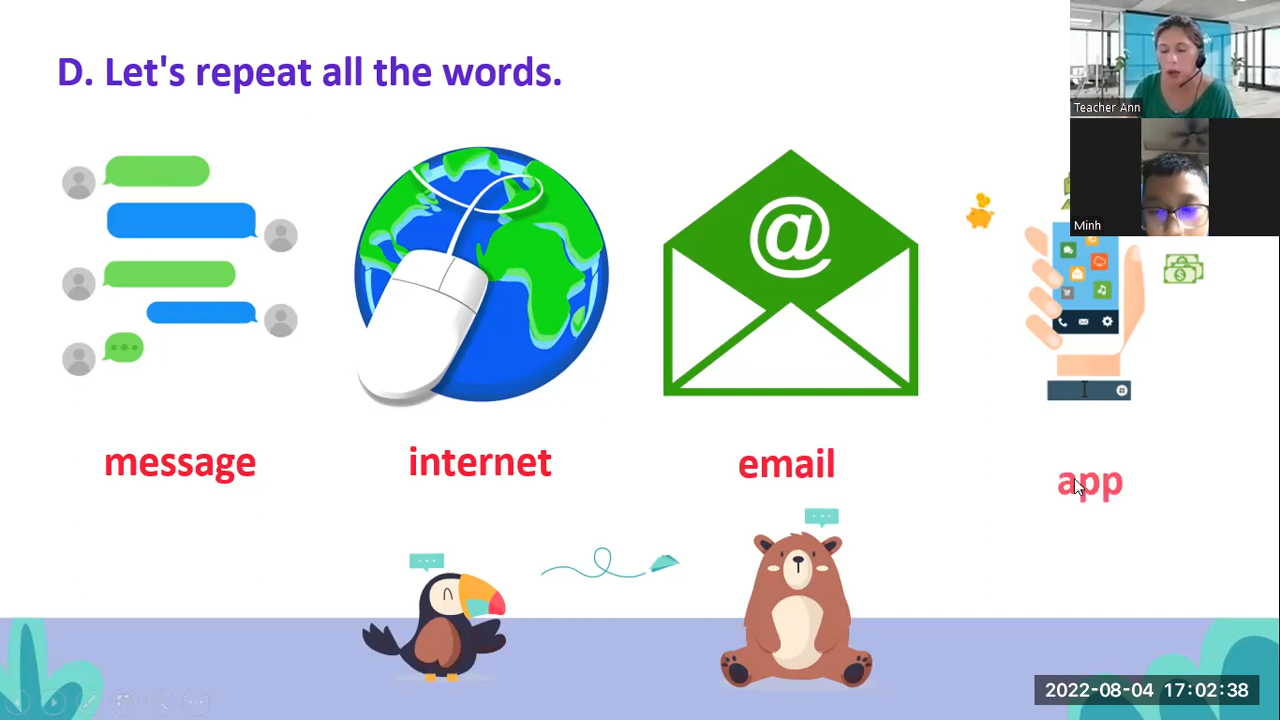 D. Let's repeat all the words.
Teacher Ann
Minh
@
message
internet
email
app
2022-08-04 17:02:38